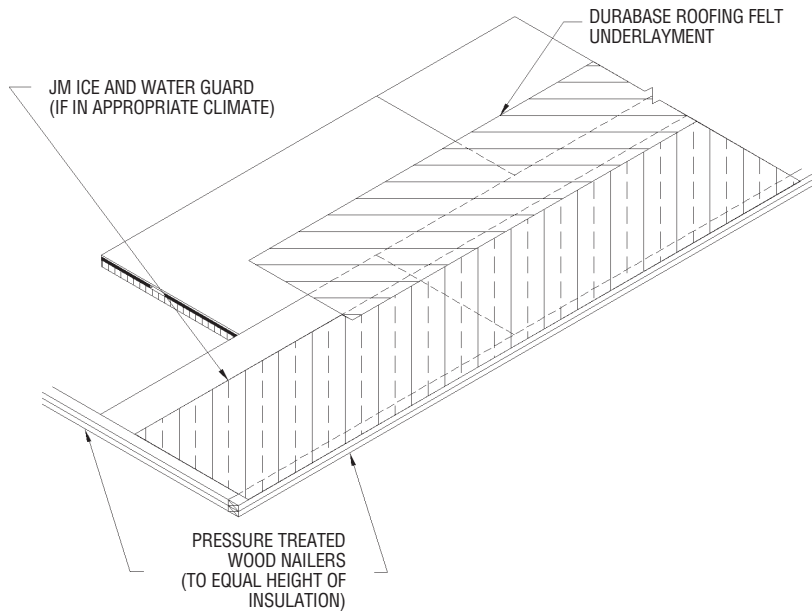 DURABASE ROOFING FELT
UNDERLAYMENT
JM ICE AND WATER GUARD
(IF IN APPROPRIATE CLIMATE)
PRESSURE TREATED
WOOD NAILERS
(TO EQUAL HEIGHT OF
INSULATION)